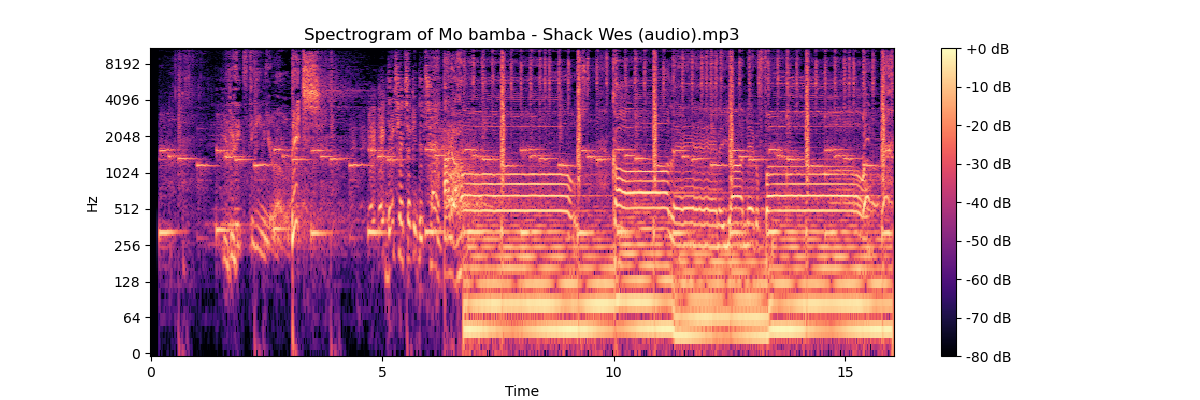 Spectrogram of Mo bamba - Shack Wes (audio).mp3
8192
4096
2048
1024
512
256
128
64
0
Hz
0
5
10
15
Time
+0 dB
-10 dB
-20 dB
-30 dB
-40 dB
-50 dB
-60 dB
-70 dB
-80 dB